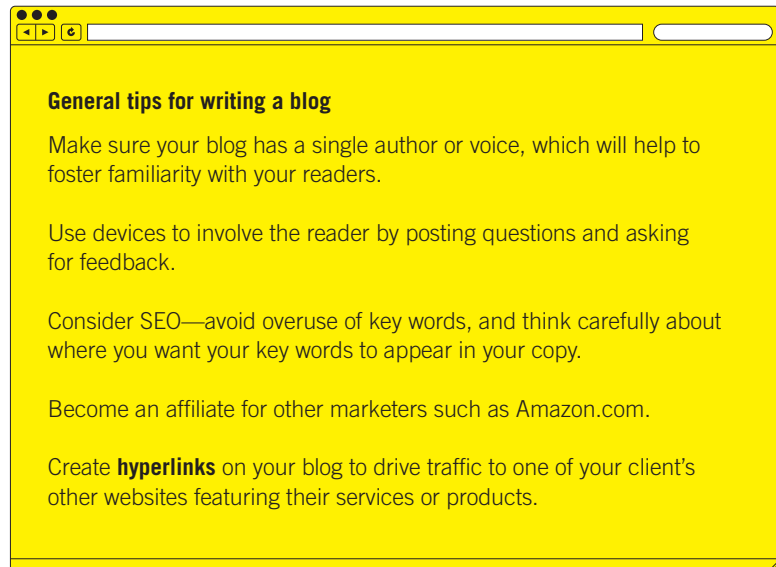 General tips for writing a blog
Make sure your blog has a single author or voice, which will help to
foster familiarity with your readers.
Use devices to involve the reader by posting questions and asking
for feedback.
Consider SEO—avoid overuse of key words, and think carefully about
where you want your key words to appear in your copy.
Become an affiliate for other marketers such as Amazon.com.
Create hyperlinks on your blog to drive traffic to one of your client's
other websites featuring their services or products.